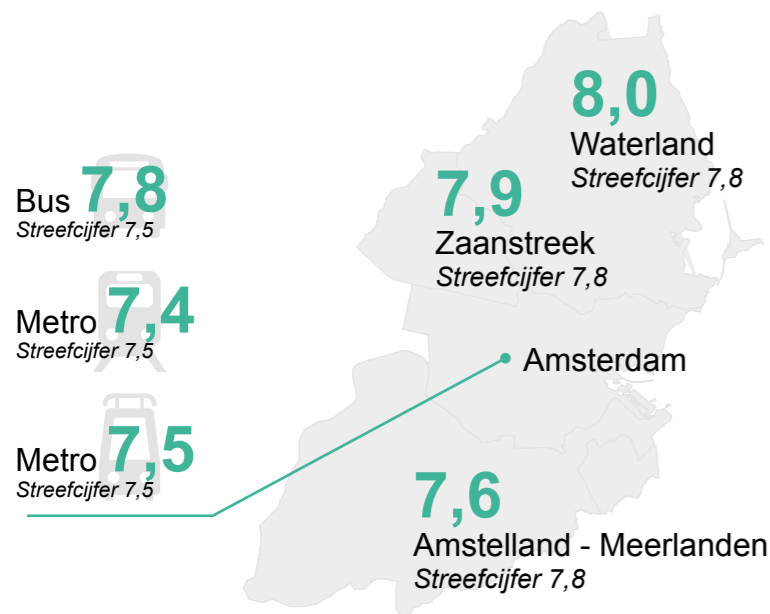 8,0
Waterland
Streefcijfer 7,8
7,9
Zaanstreek
Streefcijfer 7,8
Bus 7,8
Streefcijfer 7,5
Metro 7,4
Streefcijfer 7,5
Metro 7,5
Streefcijfer 7,5
Amsterdam
7,6
Amstelland - Meerlanden
Streefcijfer 7,8